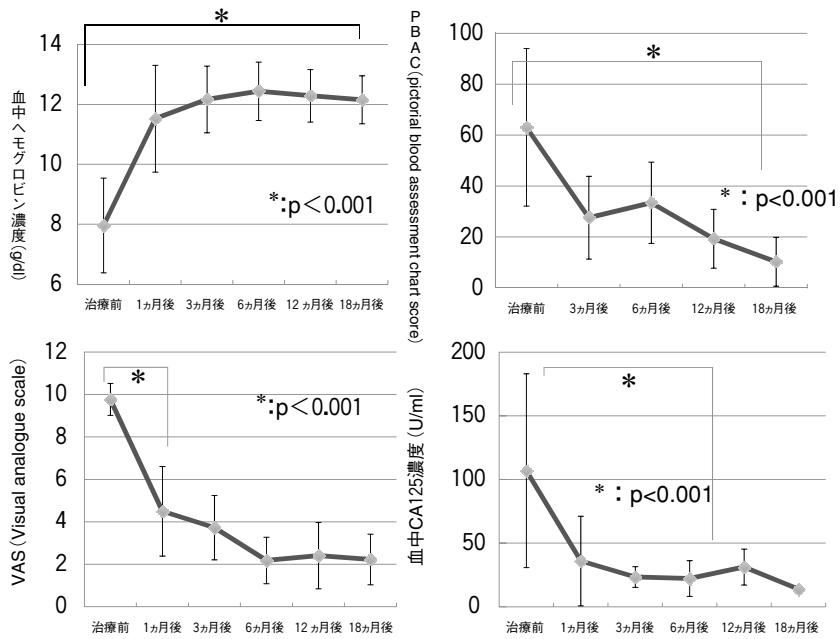 血中ヘモグロビン濃度(g/dl)
14
12
10
8
6
*
*:p<0.001
治療前 1ヵ月後 3ヵ月後 6ヵ月後 12ヵ月後 18ヵ月後
PBAC(pictorial blood assessment chart score)
100
80
60
40
20
0
*
*：p<0.001
治療前 3ヵ月後 6ヵ月後 12ヵ月後 18ヵ月後
VAS(Visual analogue scale)
12
10
8
6
4
2
0
*
*:p<0.001
治療前 1ヵ月後 3ヵ月後 6ヵ月後 12ヵ月後 18ヵ月後
血中CA125濃度(U/ml)
200
150
100
50
0
*
*：p<0.001
治療前 1ヵ月後 3ヵ月後 6ヵ月後 12ヵ月後 18ヵ月後